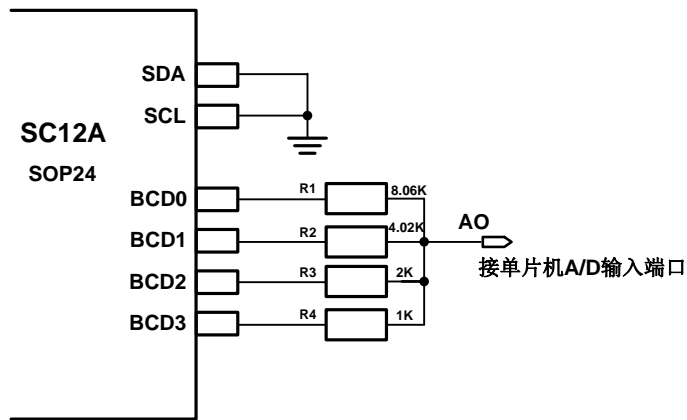 SDA
SCL
SC12A
SOP24
BCD0
R1
8.06K
BCD1
R2
4.02K
AO
接单片机A/D输入端口
BCD2
R3
2K
BCD3
R4
1K